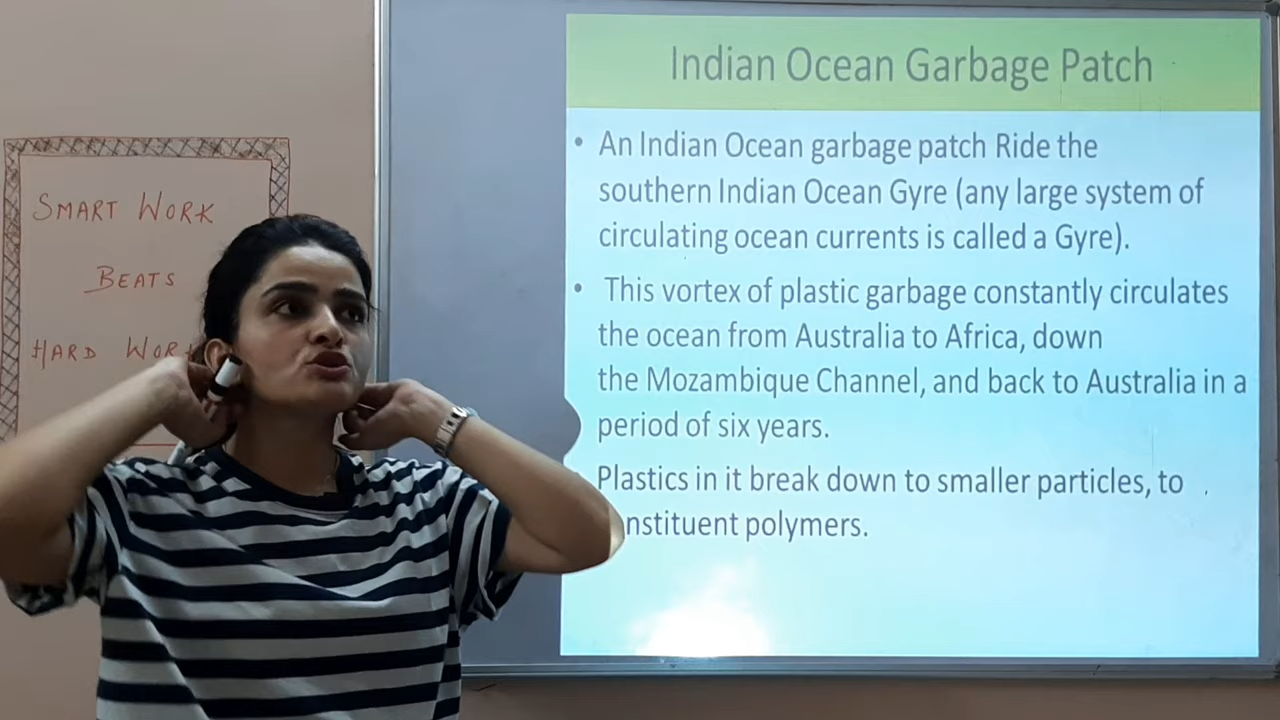 SMART WORK
BEATS
HARD WORK
Indian Ocean Garbage Patch
• An Indian Ocean garbage patch Ride the
southern Indian Ocean Gyre (any large system of
circulating ocean currents is called a Gyre).
• This vortex of plastic garbage constantly circulates
the ocean from Australia to Africa, down
the Mozambique Channel, and back to Australia in a
period of six years.
Plastics in it break down to smaller particles, to
nstituent polymers.